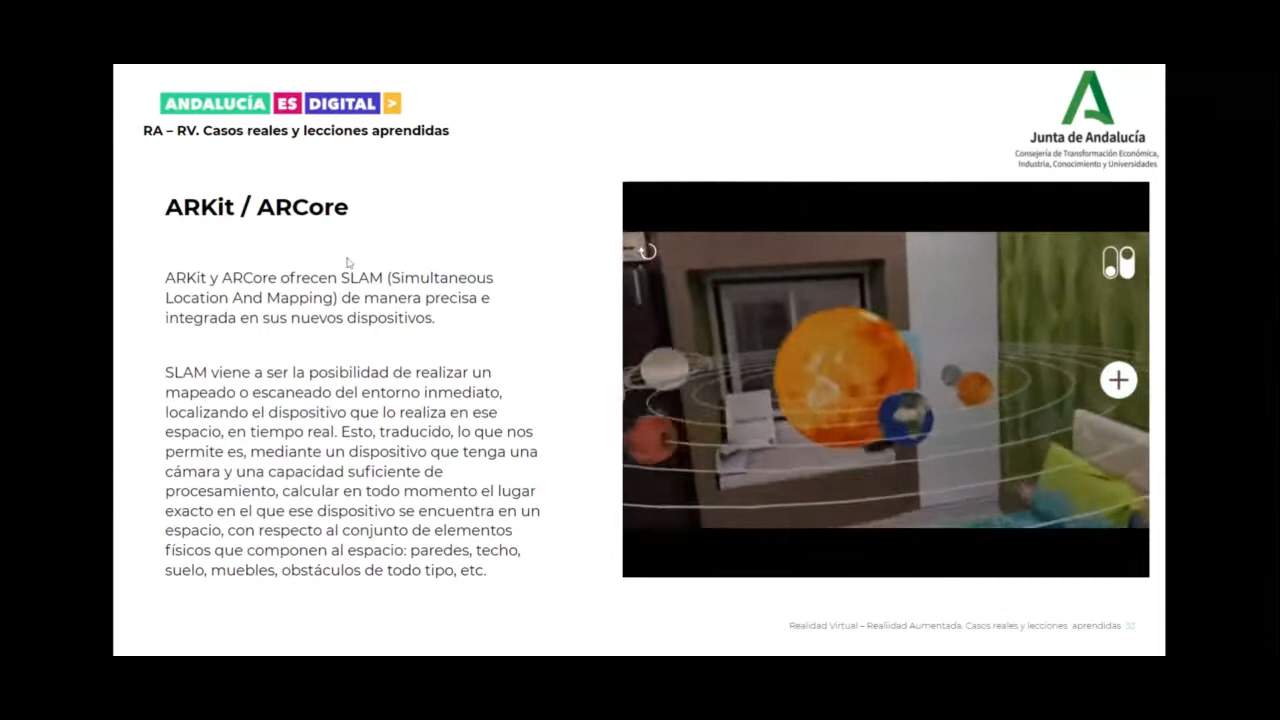 ANDALUCÍA ES DIGITAL >
RA – RV. Casos reales y lecciones aprendidas
Junta de Andalucía
Consejería de Transformación Económica,
Industria, Conocimiento y Universidades
ARKit / ARCore
ARKit y ARCore ofrecen SLAM (Simultaneous
Location And Mapping) de manera precisa e
integrada en sus nuevos dispositivos.
SLAM viene a ser la posibilidad de realizar un
mapeado o escaneado del entorno inmediato,
localizando el dispositivo que lo realiza en ese
espacio, en tiempo real. Esto, traducido, lo que nos
permite es, mediante un dispositivo que tenga una
cámara y una capacidad suficiente de
procesamiento, calcular en todo momento el lugar
exacto en el que ese dispositivo se encuentra en un
espacio, con respecto al conjunto de elementos
físicos que componen al espacio: paredes, techo,
suelo, muebles, obstáculos de todo tipo, etc.
Realidad Virtual – Realiidad Aumentada. Casos reales y lecciones aprendidas